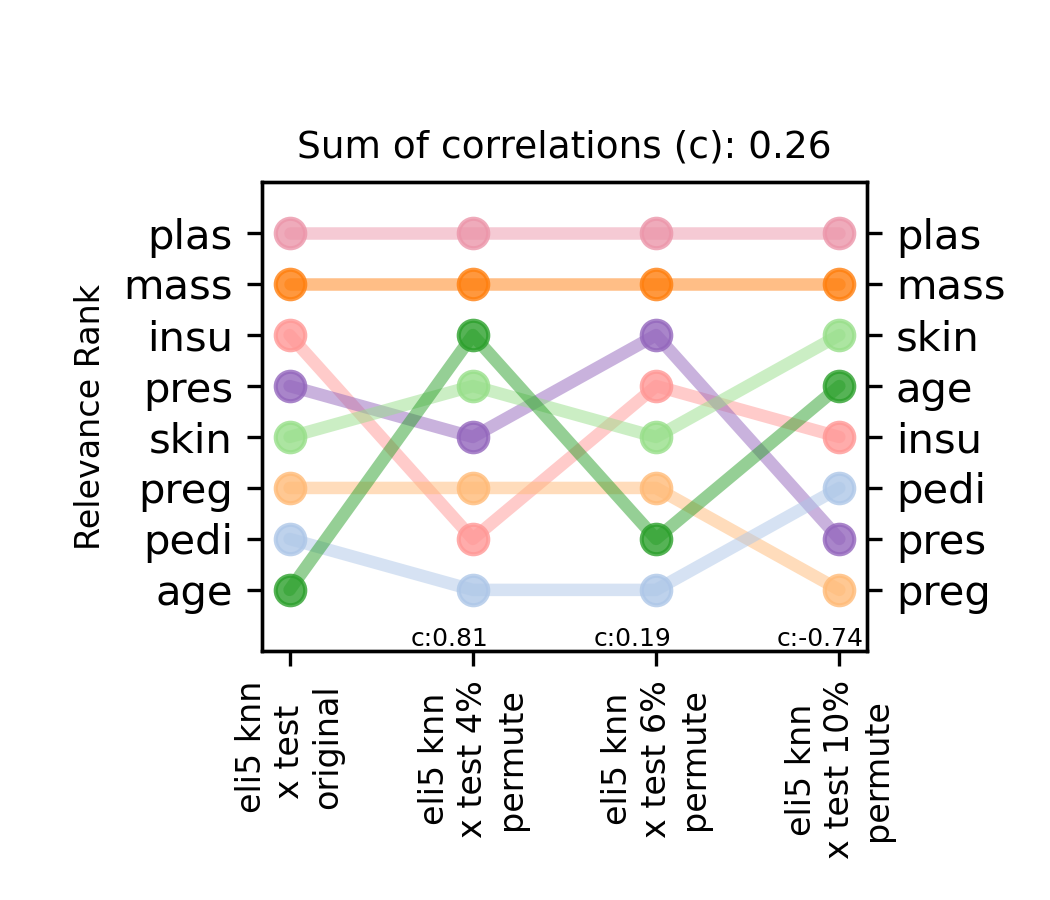 Sum of correlations (c): 0.26
Relevance Rank
plas
mass
insu
pres
skin
preg
pedi
age
plas
mass
skin
age
insu
pedi
pres
preg
c:0.81
c:0.19
c:-0.74
eli5 knn
x test
original
eli5 knn
x test 4%
permute
eli5 knn
x test 6%
permute
eli5 knn
x test 10%
permute